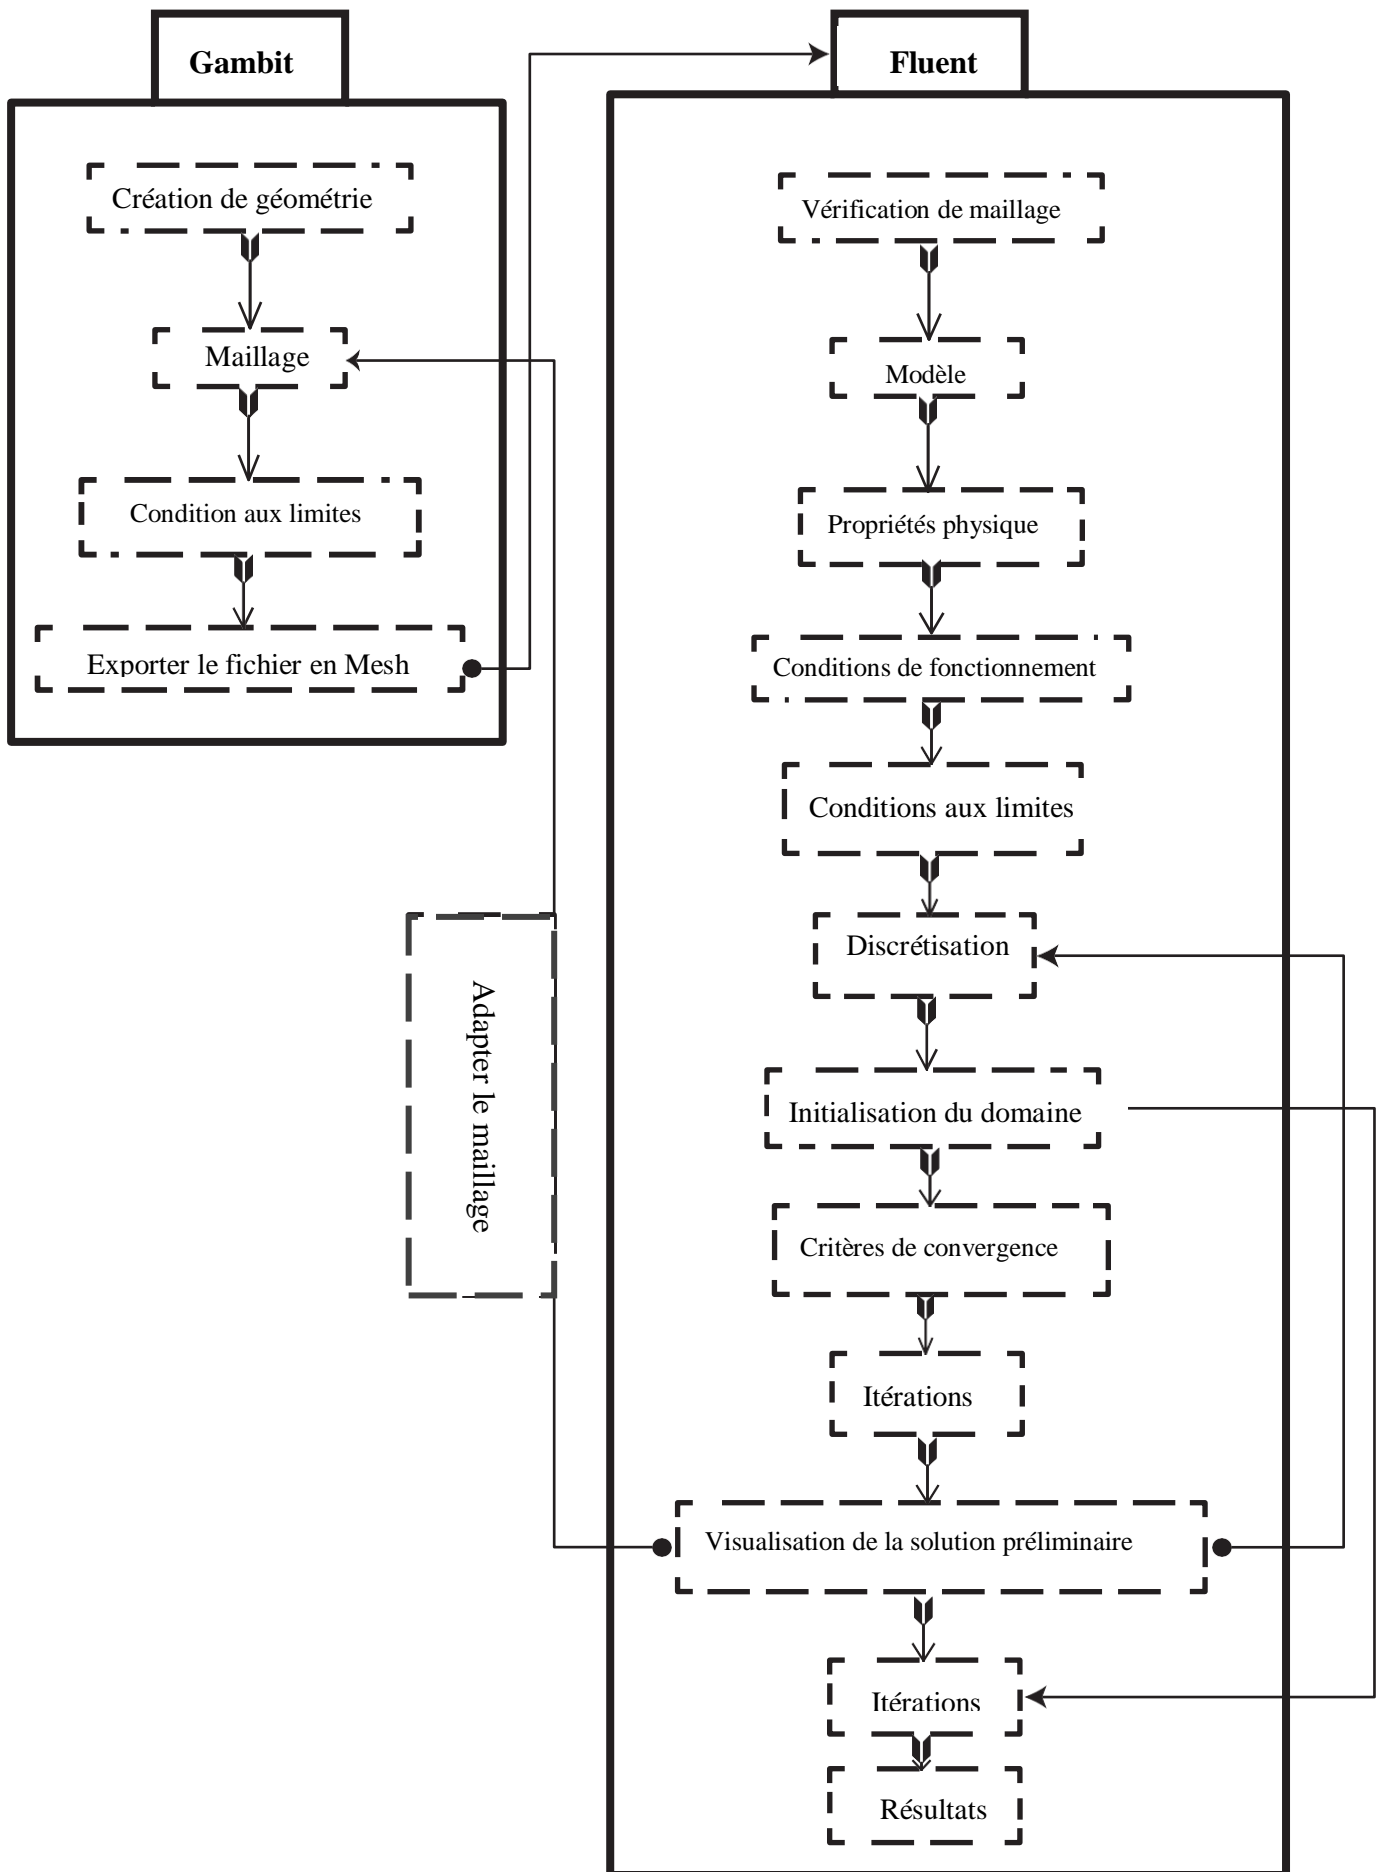 Gambit
Création de géométrie
Maillage
Condition aux limites
Exporter le fichier en Mesh
Adapter le maillage
Fluent
Vérification de maillage
Modèle
Propriétés physique
Conditions de fonctionnement
Conditions aux limites
Discrétisation
Initialisation du domaine
Critères de convergence
Itérations
Visualisation de la solution préliminaire
Itérations
Résultats